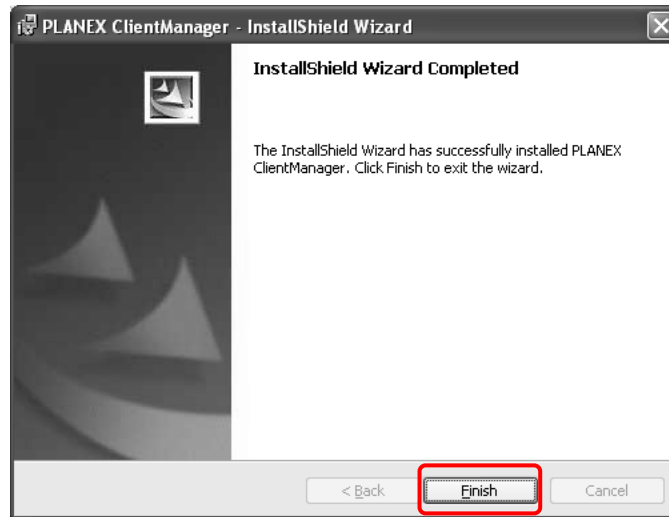 PLANEX ClientManager - InstallShield Wizard
InstallShield Wizard Completed
The InstallShield Wizard has successfully installed PLANEX
ClientManager. Click Finish to exit the wizard.
< Back Finish Cancel